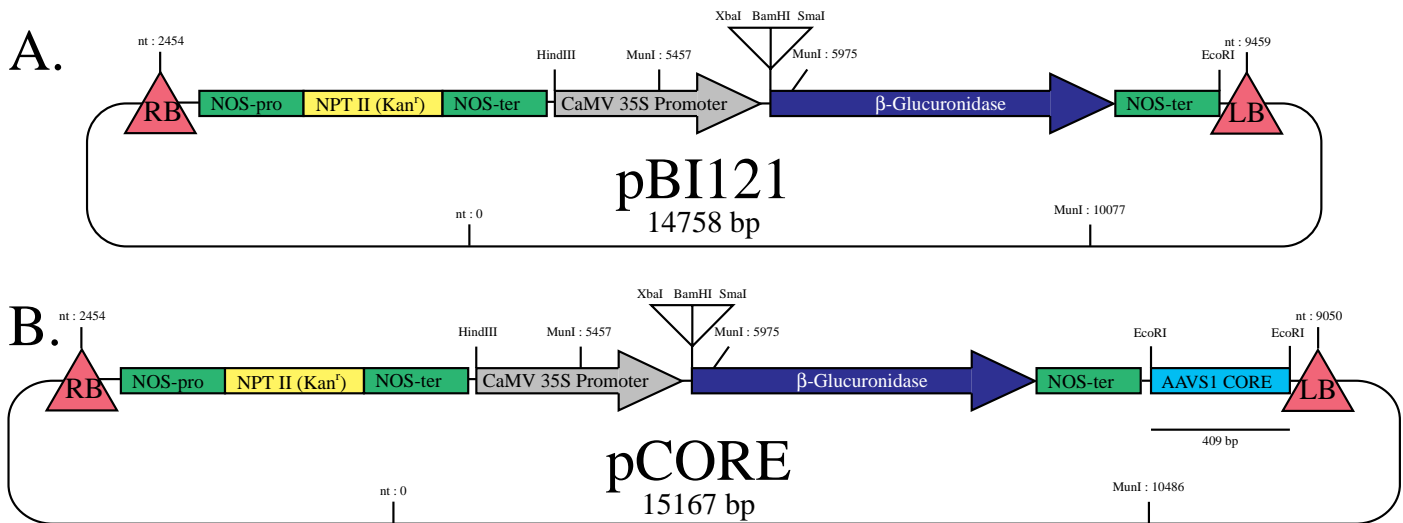 A.
XbaI BamHI SmaI
nt : 2454
HindIII
MunI : 5457
MunI : 5975
EcoRI
nt : 9459
RB
NOS-pro
NPT II (Kanʳ)
NOS-ter
CaMV 35S Promoter
β-Glucuronidase
NOS-ter
LB
pBI121
14758 bp
nt : 0
MunI : 10077
B.
XbaI BamHI SmaI
nt : 2454
HindIII
MunI : 5457
MunI : 5975
EcoRI
EcoRI
nt : 9050
RB
NOS-pro
NPT II (Kanʳ)
NOS-ter
CaMV 35S Promoter
β-Glucuronidase
NOS-ter
AAVS1 CORE
LB
409 bp
pCORE
15167 bp
nt : 0
MunI : 10486